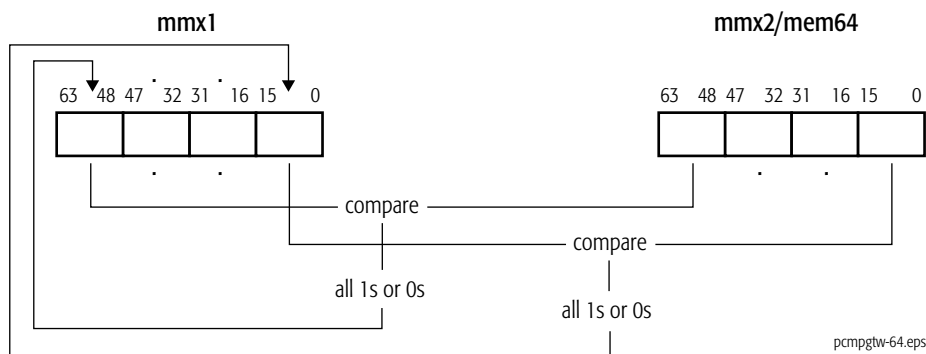 mmx1 mmx2/mem64
. . 
63 48 47 32 31 16 15 0 63 48 47 32 31 16 15 0
. . . .
compare
compare
all 1s or 0s
all 1s or 0s
pcmpgtw-64.eps